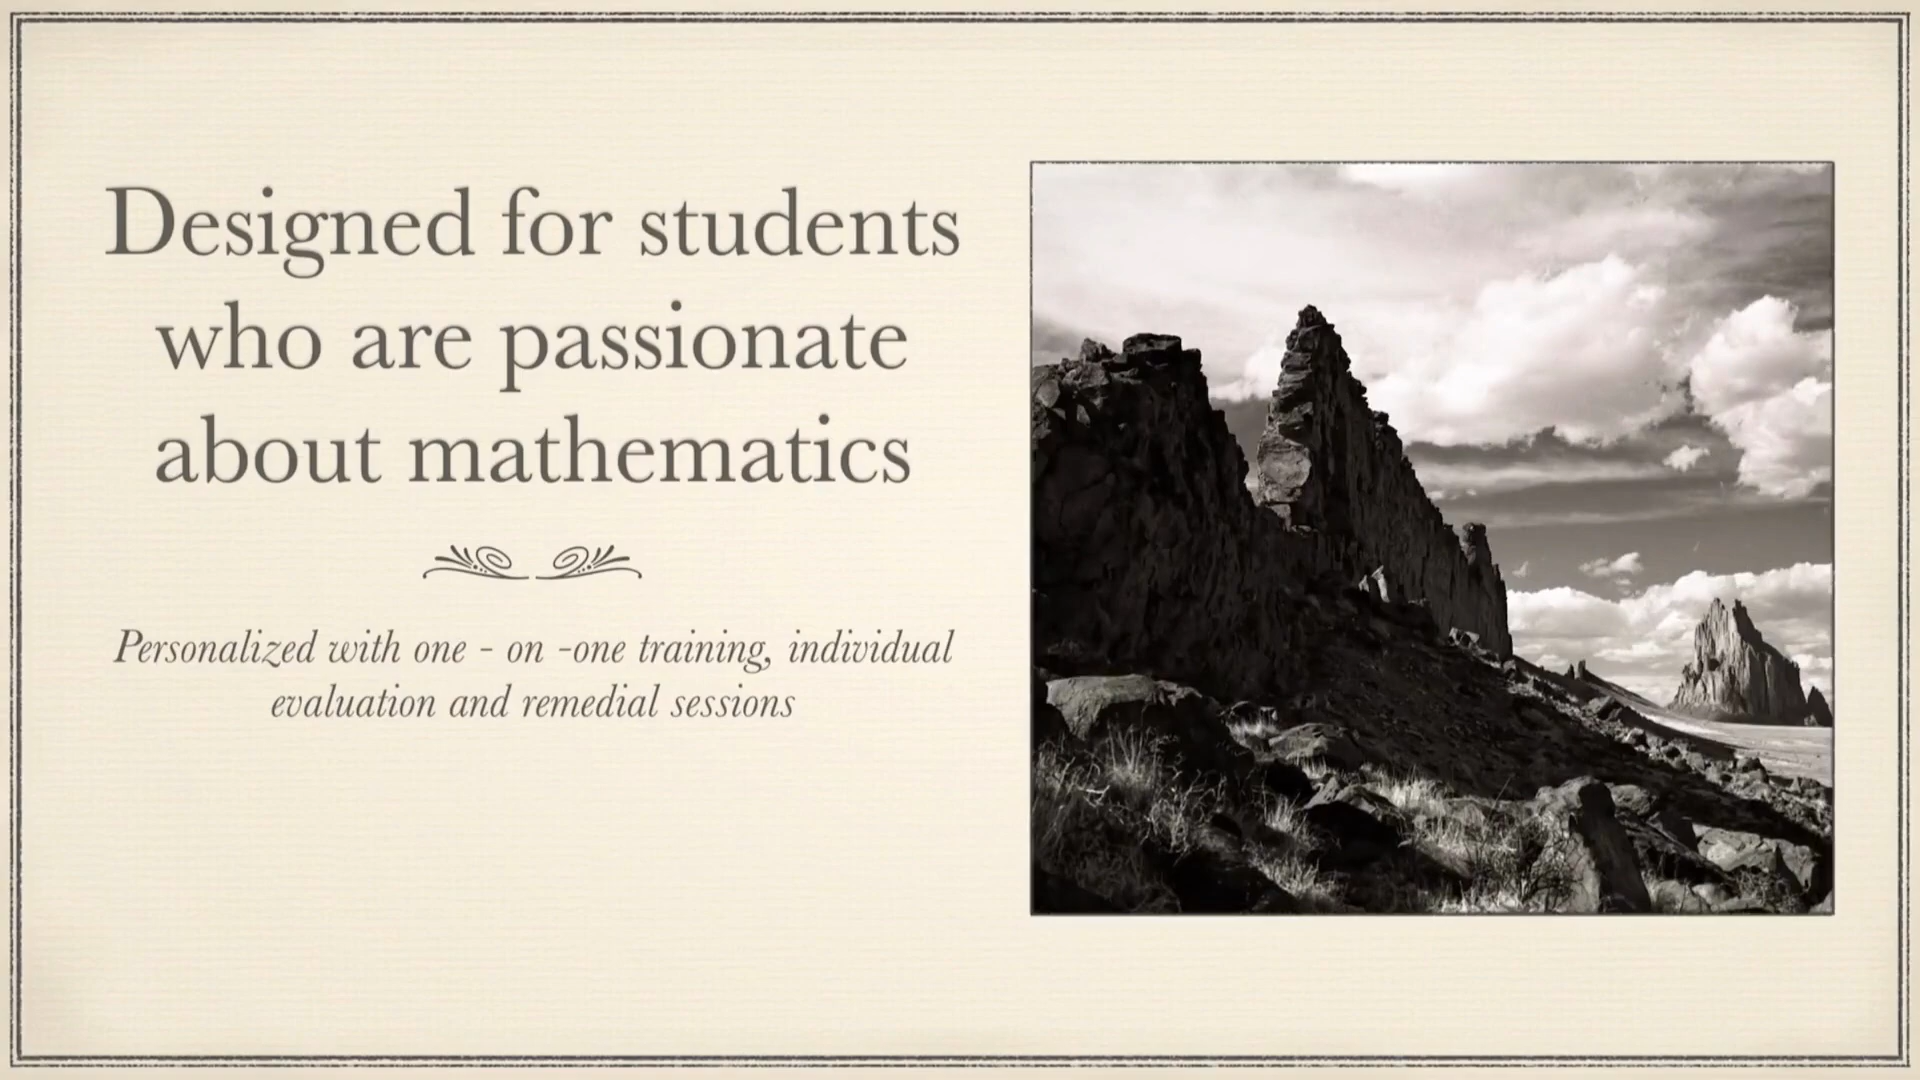 Designed for students
who are passionate
about mathematics
Personalized with one - on -one training, individual
evaluation and remedial sessions